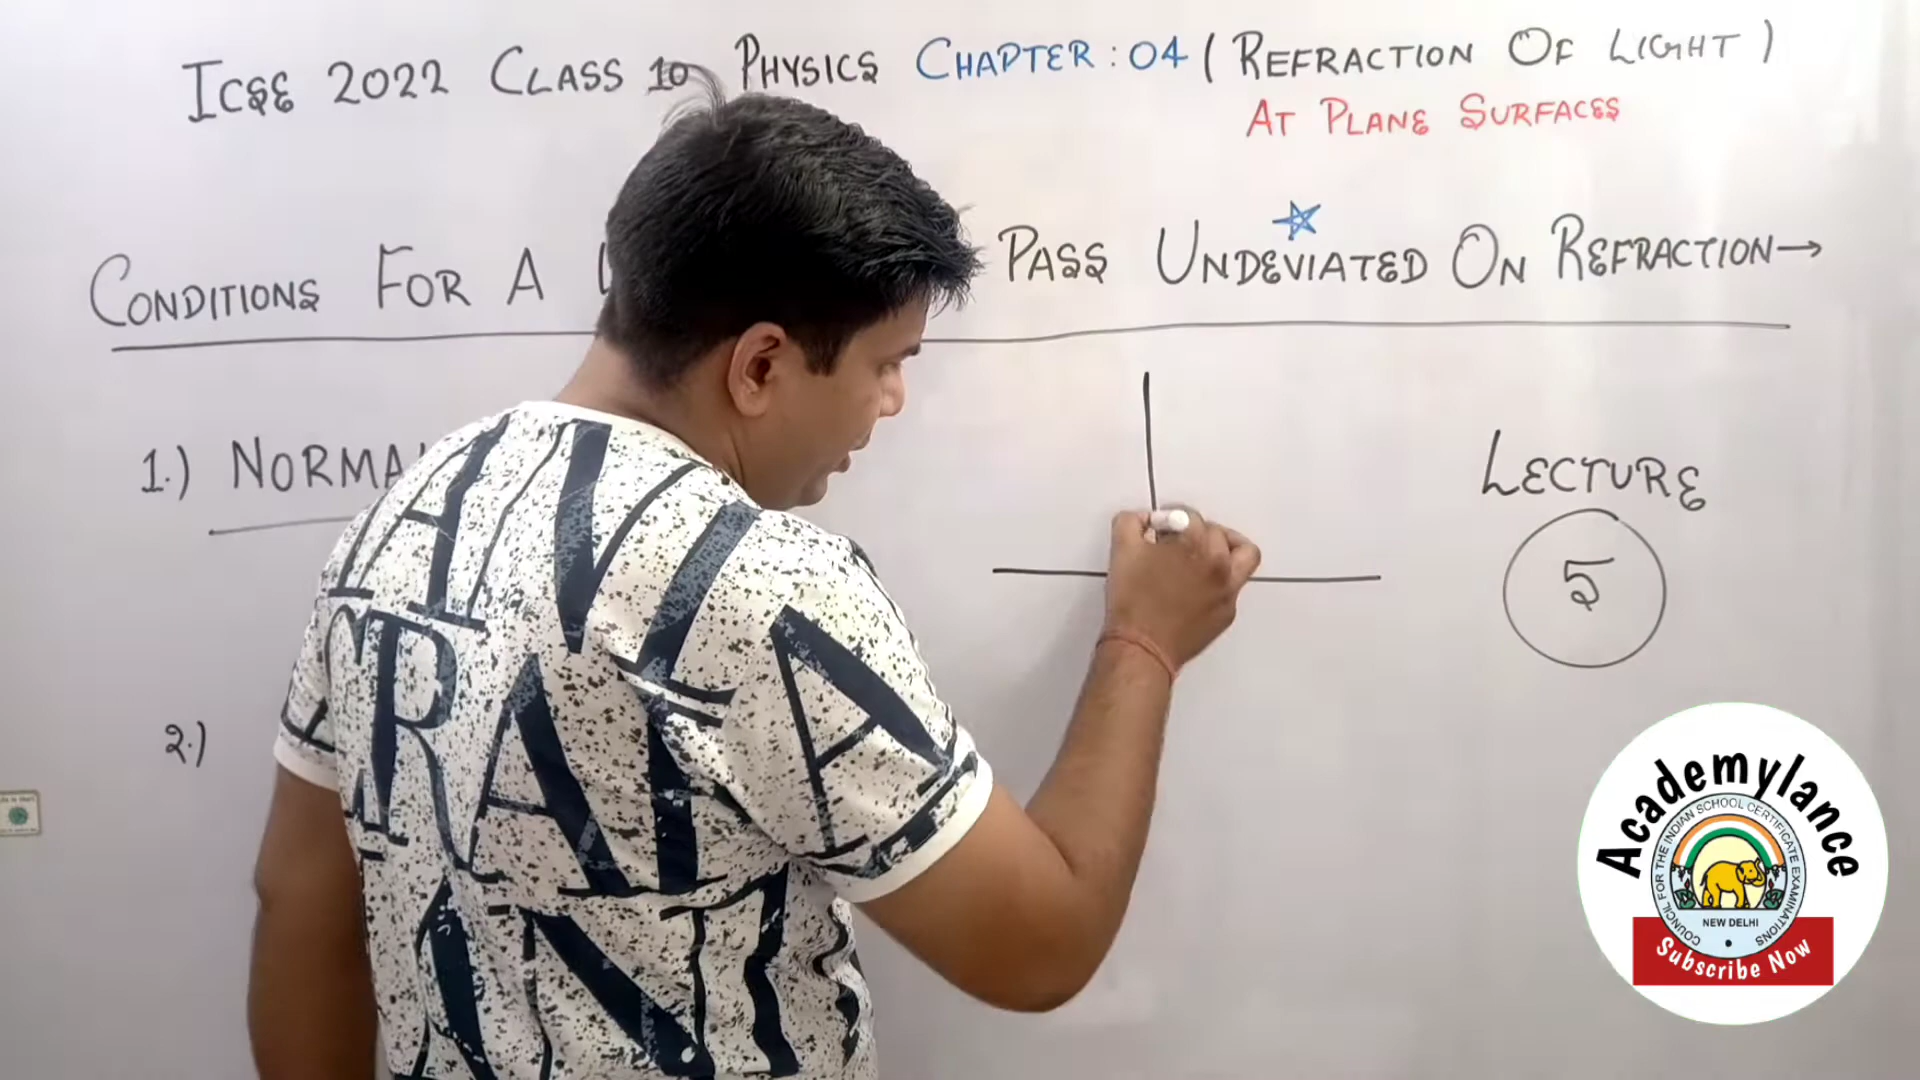 ICSE 2022 CLASS 10 PHYSICS CHAPTER : 04 ( REFRACTION OF LIGHT )
AT PLANE SURFACES
CONDITIONS FOR A PASS UNDEVIATED ON REFRACTION→
1.) NORMA
LECTURE
5
2.)
Academylance
COUNCIL FOR THE INDIAN SCHOOL CERTIFICATE EXAMINATIONS
NEW DELHI
Subscribe Now